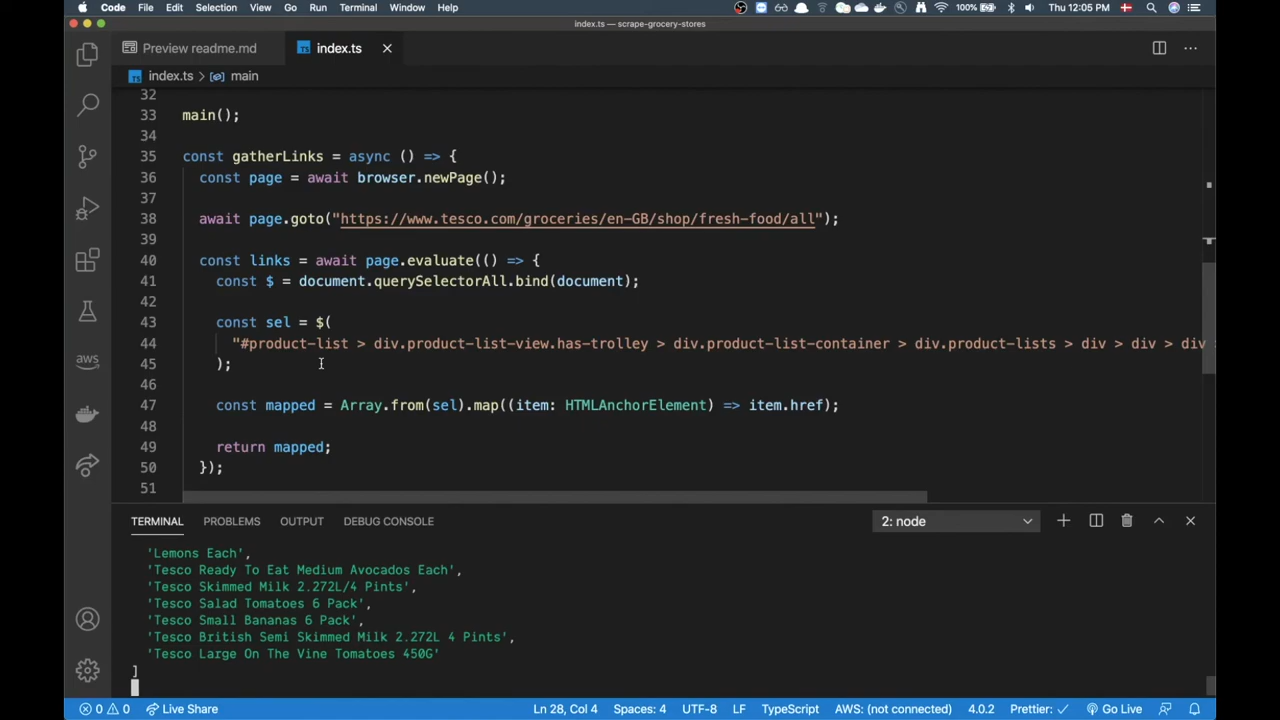 Code File Edit Selection View Go Run Terminal Window Help 100% Thu 12:05 PM
index.ts — scrape-grocery-stores
Preview readme.md index.ts
index.ts > main
32
33 main();
34
35 const gatherLinks = async () => {
36 const page = await browser.newPage();
37
38 await page.goto("https://www.tesco.com/groceries/en-GB/shop/fresh-food/all");
39
40 const links = await page.evaluate(() => {
41 const $ = document.querySelectorAll.bind(document);
42
43 const sel = $(
44 "#product-list > div.product-list-view.has-trolley > div.product-list-container > div.product-lists > div > div > div
45 );
46
47 const mapped = Array.from(sel).map((item: HTMLAnchorElement) => item.href);
48
49 return mapped;
50 });
51
TERMINAL PROBLEMS OUTPUT DEBUG CONSOLE 2: node
'Lemons Each',
'Tesco Ready To Eat Medium Avocados Each',
'Tesco Skimmed Milk 2.272L/4 Pints',
'Tesco Salad Tomatoes 6 Pack',
'Tesco Small Bananas 6 Pack',
'Tesco British Semi Skimmed Milk 2.272L 4 Pints',
'Tesco Large On The Vine Tomatoes 450G'
]
aws
0 0 Live Share Ln 28, Col 4 Spaces: 4 UTF-8 LF TypeScript AWS: (not connected) 4.0.2 Prettier: ✓ Go Live